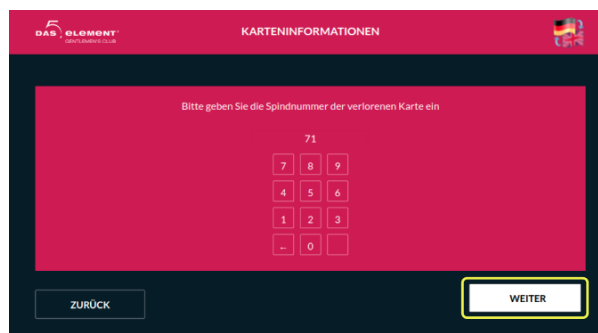 DAS 5. ELEMENT
GENTLEMEN'S CLUB
KARTENINFORMATIONEN
Bitte geben Sie die Spindnummer der verlorenen Karte ein
71
7 8 9
4 5 6
1 2 3
← 0
ZURÜCK
WEITER